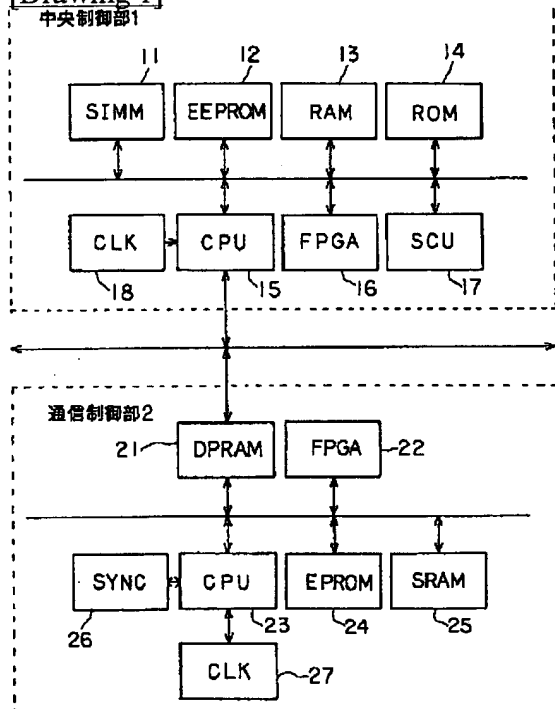 [Drawing 1]
中央制御部1
11 12 13 14
SIMM EEPROM RAM ROM
CLK CPU FPGA SCU
18 15 16 17
通信制御部2
21 DPRAM FPGA 22
SYNC CPU EPROM SRAM
26 23 24 25
CLK 27